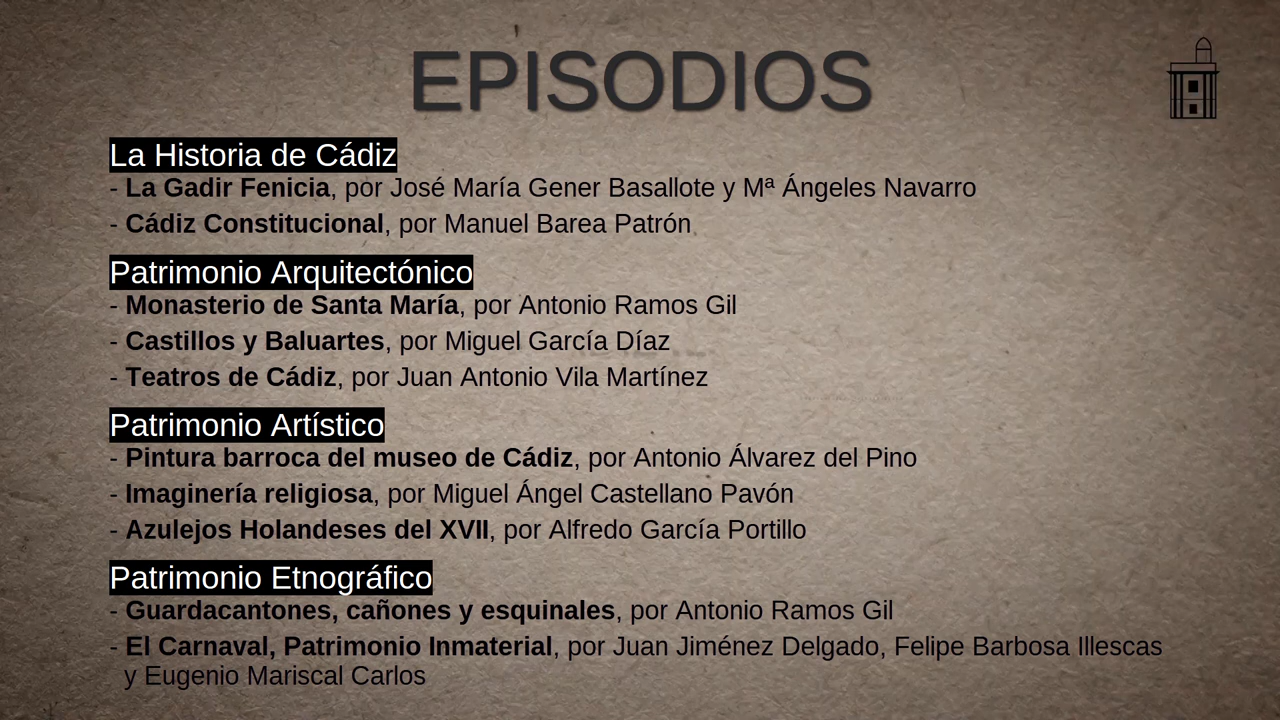 EPISODIOS
La Historia de Cádiz
- La Gadir Fenicia, por José María Gener Basallote y Mª Ángeles Navarro
- Cádiz Constitucional, por Manuel Barea Patrón
Patrimonio Arquitectónico
- Monasterio de Santa María, por Antonio Ramos Gil
- Castillos y Baluartes, por Miguel García Díaz
- Teatros de Cádiz, por Juan Antonio Vila Martínez
Patrimonio Artístico
- Pintura barroca del museo de Cádiz, por Antonio Álvarez del Pino
- Imaginería religiosa, por Miguel Ángel Castellano Pavón
- Azulejos Holandeses del XVII, por Alfredo García Portillo
Patrimonio Etnográfico
- Guardacantones, cañones y esquinales, por Antonio Ramos Gil
- El Carnaval, Patrimonio Inmaterial, por Juan Jiménez Delgado, Felipe Barbosa Illescas
y Eugenio Mariscal Carlos